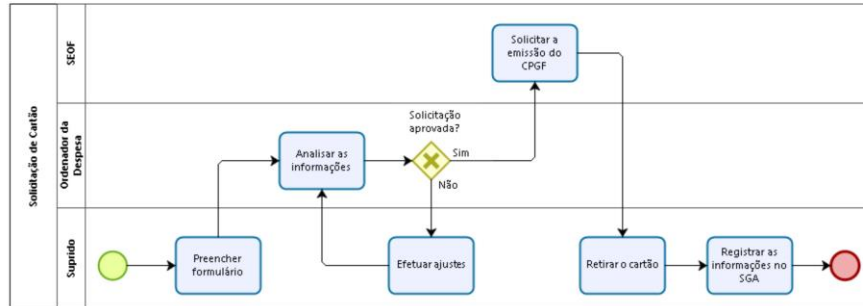 Solicitação de Cartão
SEOF
Solicitar a
emissão do
CPGF
Ordenador da
Despesa
Analisar as
informações
Solicitação
aprovada?
Sim
Não
Suprido
Preencher
formulário
Efetuar ajustes
Retirar o cartão
Registrar as
informações no
SGA